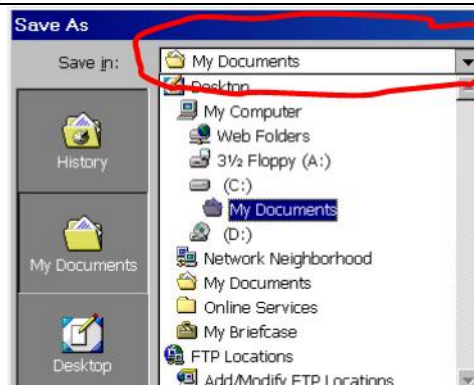 Save As
Save in:
My Documents
Desktop
My Computer
Web Folders
3½ Floppy (A:)
(C:)
My Documents
(D:)
Network Neighborhood
My Documents
Online Services
My Briefcase
FTP Locations
Add/Modify FTP Locations
History
My Documents
Desktop